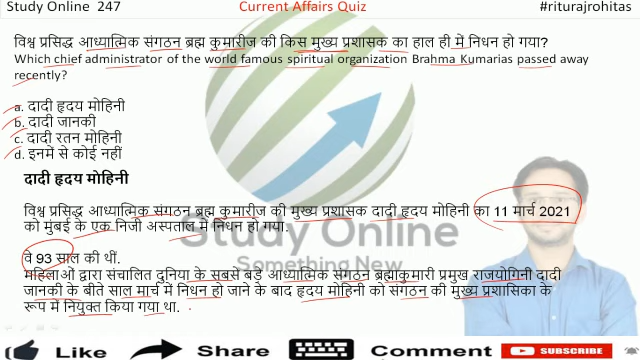 Study Online 247
Current Affairs Quiz
#riturajrohitas
विश्व प्रसिद्ध आध्यात्मिक संगठन ब्रह्म कुमारीज की किस मुख्य प्रशासक का हाल ही में निधन हो गया?
Which chief administrator of the world famous spiritual organization Brahma Kumarias passed away
recently?
a. दादी हृदय मोहिनी
b. दादी जानकी
c. दादी रतन मोहिनी
d. इनमें से कोई नहीं
दादी हृदय मोहिनी
विश्व प्रसिद्ध आध्यात्मिक संगठन ब्रह्म कुमारीज की मुख्य प्रशासक दादी हृदय मोहिनी का 11 मार्च 2021
को मुंबई के एक निजी अस्पताल में निधन हो गया.
वे 93 साल की थीं.
महिलाओं द्वारा संचालित दुनिया के सबसे बड़े आध्यात्मिक संगठन ब्रह्माकुमारी प्रमुख राजयोगिनी दादी
जानकी के बीते साल मार्च में निधन हो जाने के बाद हृदय मोहिनी को संगठन की मुख्य प्रशासिका के
रूप में नियुक्त किया गया था.
Study Online
Something New
Like
Share
Comment
SUBSCRIBE